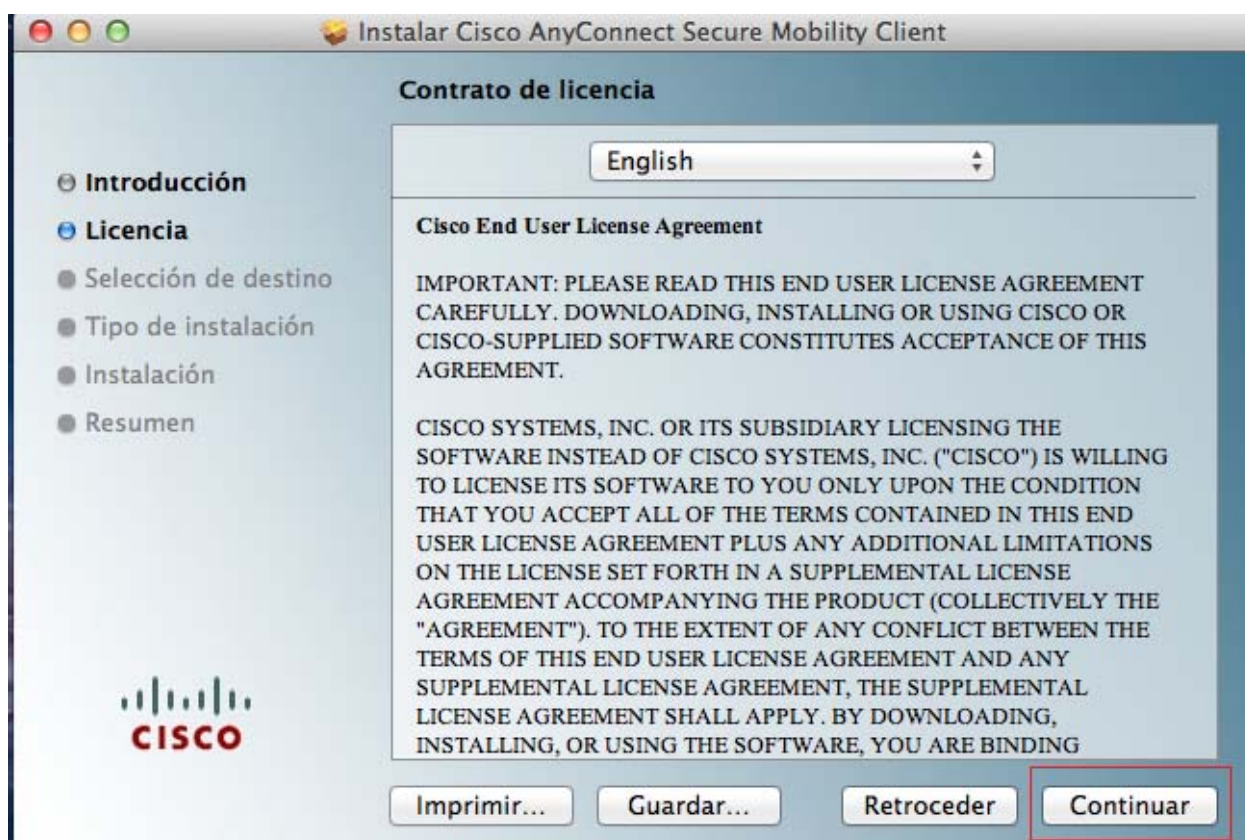 Instalar Cisco AnyConnect Secure Mobility Client
Contrato de licencia
Introducción
Licencia
Selección de destino
Tipo de instalación
Instalación
Resumen
CISCO
English
Cisco End User License Agreement
IMPORTANT: PLEASE READ THIS END USER LICENSE AGREEMENT
CAREFULLY. DOWNLOADING, INSTALLING OR USING CISCO OR
CISCO-SUPPLIED SOFTWARE CONSTITUTES ACCEPTANCE OF THIS
AGREEMENT.
CISCO SYSTEMS, INC. OR ITS SUBSIDIARY LICENSING THE
SOFTWARE INSTEAD OF CISCO SYSTEMS, INC. ("CISCO") IS WILLING
TO LICENSE ITS SOFTWARE TO YOU ONLY UPON THE CONDITION
THAT YOU ACCEPT ALL OF THE TERMS CONTAINED IN THIS END
USER LICENSE AGREEMENT PLUS ANY ADDITIONAL LIMITATIONS
ON THE LICENSE SET FORTH IN A SUPPLEMENTAL LICENSE
AGREEMENT ACCOMPANYING THE PRODUCT (COLLECTIVELY THE
"AGREEMENT"). TO THE EXTENT OF ANY CONFLICT BETWEEN THE
TERMS OF THIS END USER LICENSE AGREEMENT AND ANY
SUPPLEMENTAL LICENSE AGREEMENT, THE SUPPLEMENTAL
LICENSE AGREEMENT SHALL APPLY. BY DOWNLOADING,
INSTALLING, OR USING THE SOFTWARE, YOU ARE BINDING
Imprimir...
Guardar...
Retroceder
Continuar